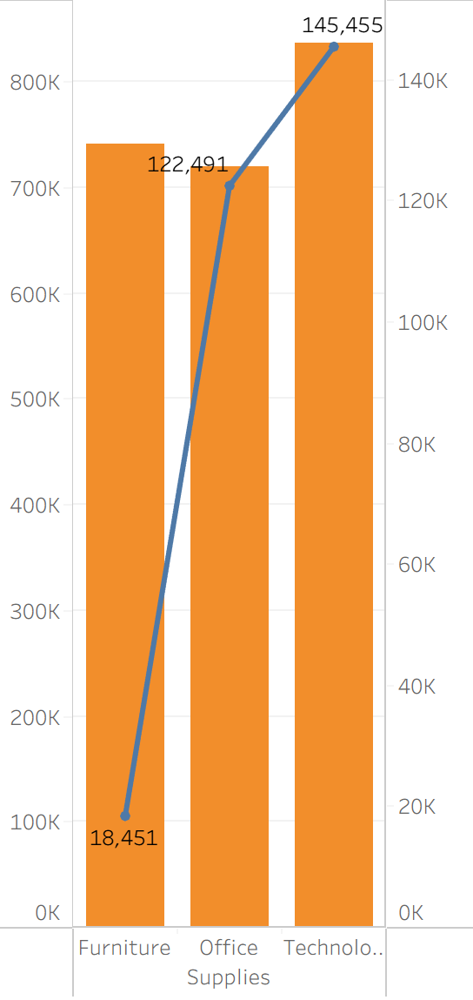 145,455
800K
140K
122,491
700K
120K
600K
100K
500K
80K
400K
60K
300K
40K
200K
20K
100K
18,451
0K
0K
Furniture
Office
Supplies
Technolo..